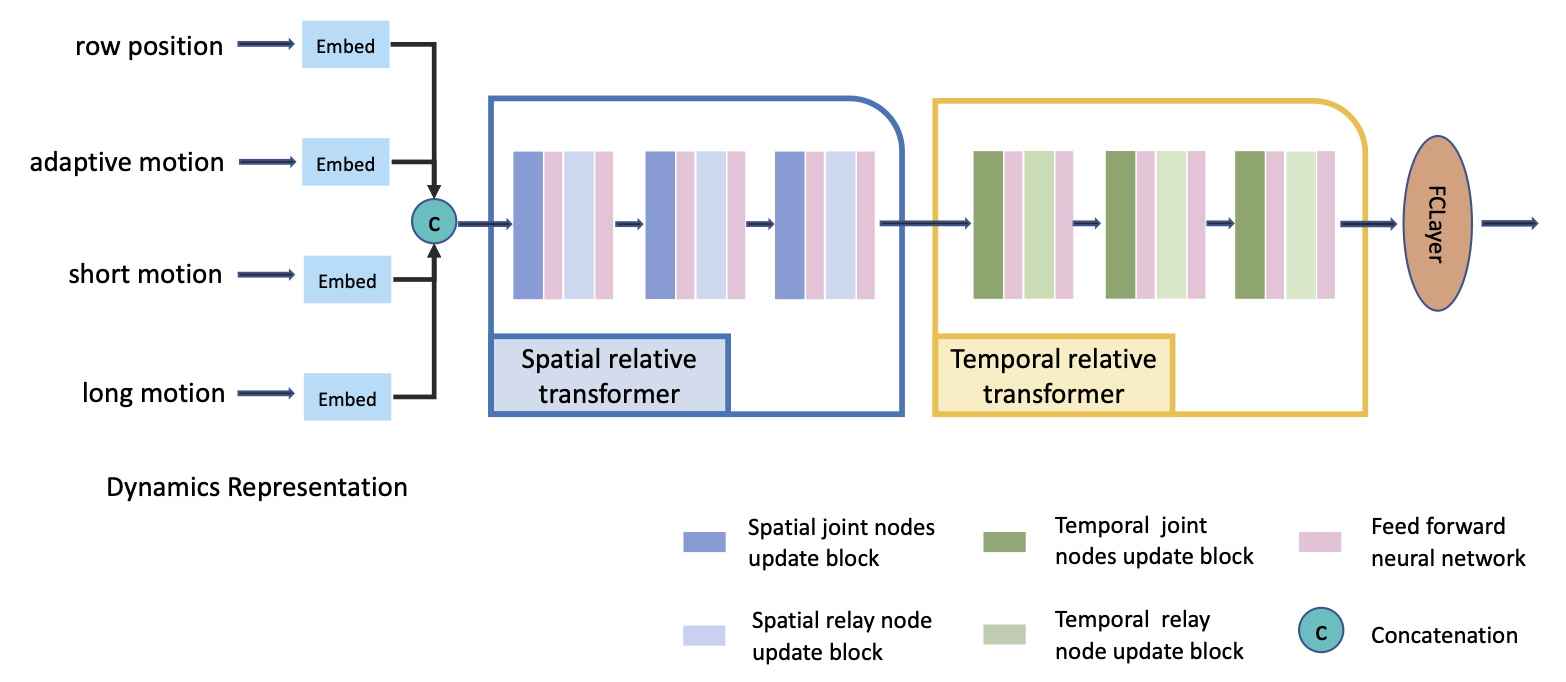 row position
Embed
adaptive motion
Embed
C
short motion
Embed
long motion
Embed
Dynamics Representation
Spatial relative
transformer
Temporal relative
transformer
FCLayer
Spatial joint nodes
update block
Temporal joint
nodes update block
Feed forward
neural network
Spatial relay node
update block
Temporal relay
node update block
C
Concatenation